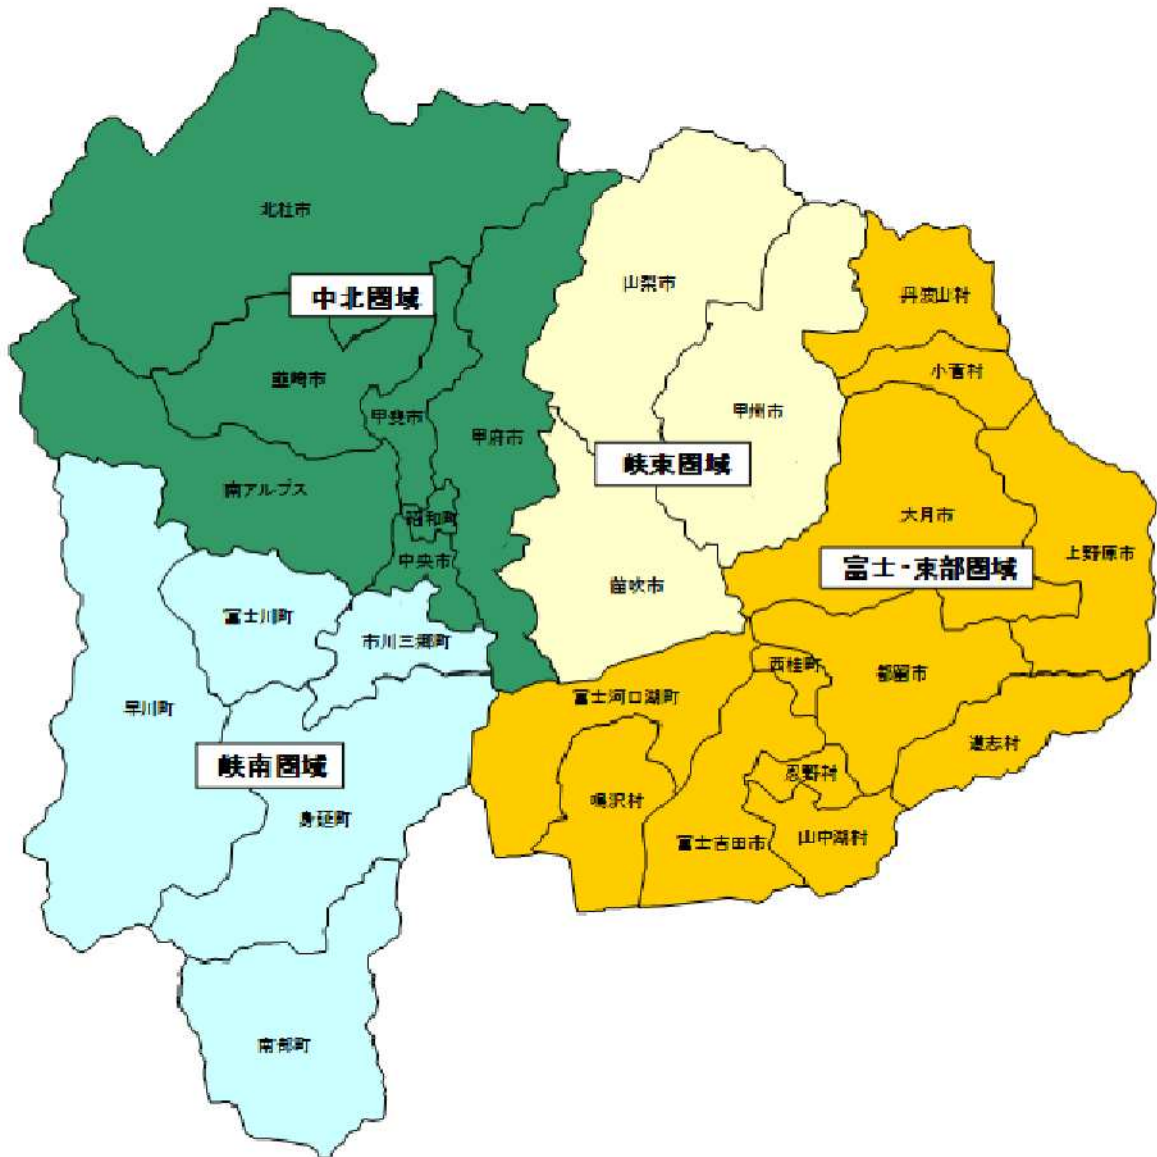 北杜市
山梨市
丹波山村
中北圏域
小菅村
韮崎市
甲斐市
甲府市
甲州市
峡東圏域
南アルプス
昭和町
大月市
中央市
上野原市
富士・東部圏域
笛吹市
富士川町
市川三郷町
西桂町
都留市
富士河口湖町
早川町
道志村
峡南圏域
忍野村
鳴沢村
身延町
富士吉田市
山中湖村
南部町